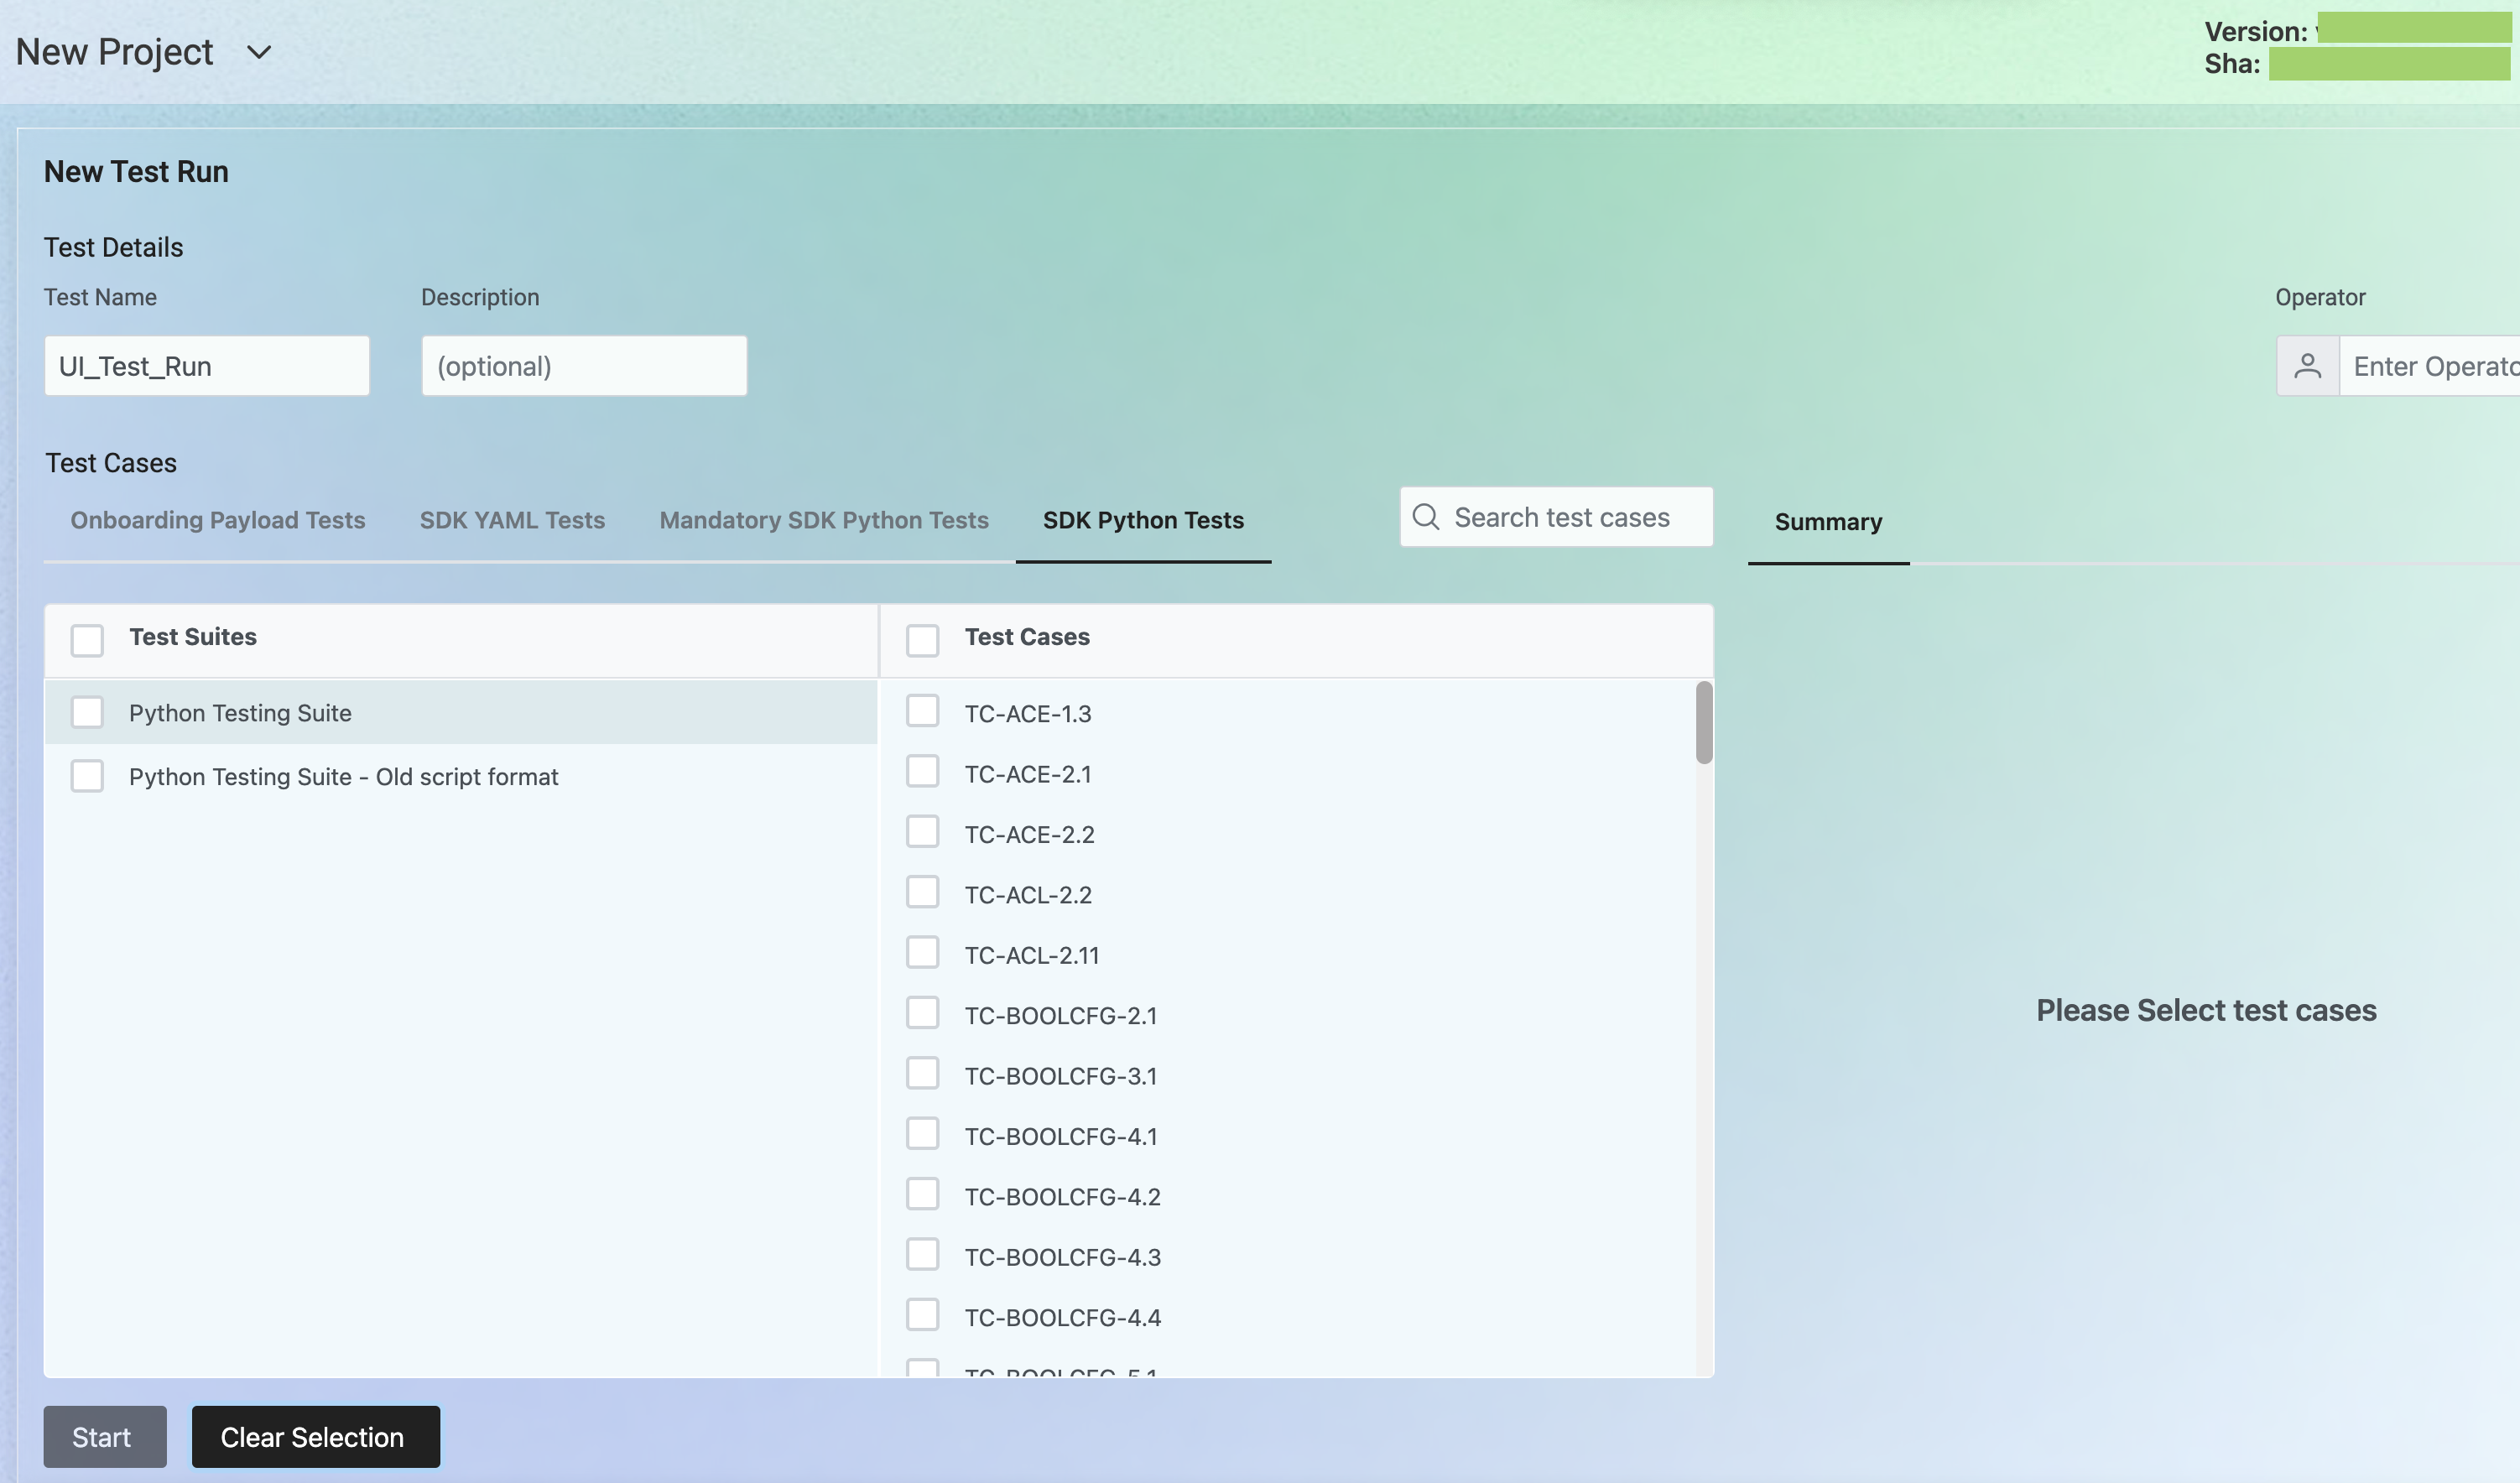 New Project
Version:
Sha:
New Test Run
Test Details
Test Name
Description
Operator
UI_Test_Run
(optional)
Enter Operato
Test Cases
Onboarding Payload Tests
SDK YAML Tests
Mandatory SDK Python Tests
SDK Python Tests
Search test cases
Summary
Test Suites
Test Cases
Python Testing Suite
Python Testing Suite - Old script format
TC-ACE-1.3
TC-ACE-2.1
TC-ACE-2.2
TC-ACL-2.2
TC-ACL-2.11
TC-BOOLCFG-2.1
TC-BOOLCFG-3.1
TC-BOOLCFG-4.1
TC-BOOLCFG-4.2
TC-BOOLCFG-4.3
TC-BOOLCFG-4.4
TC-BOOLCFG-5.1
Please Select test cases
Start
Clear Selection